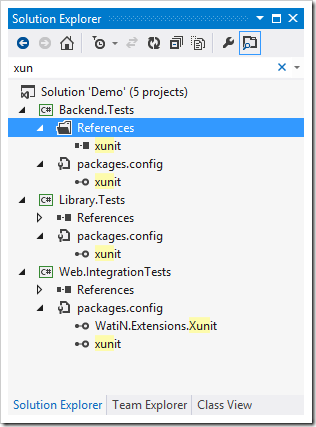 Solution Explorer
xun
Solution 'Demo' (5 projects)
C# Backend.Tests
References
xunit
packages.config
xunit
C# Library.Tests
References
packages.config
xunit
C# Web.IntegrationTests
References
packages.config
WatiN.Extensions.Xunit
xunit
Solution Explorer Team Explorer Class View